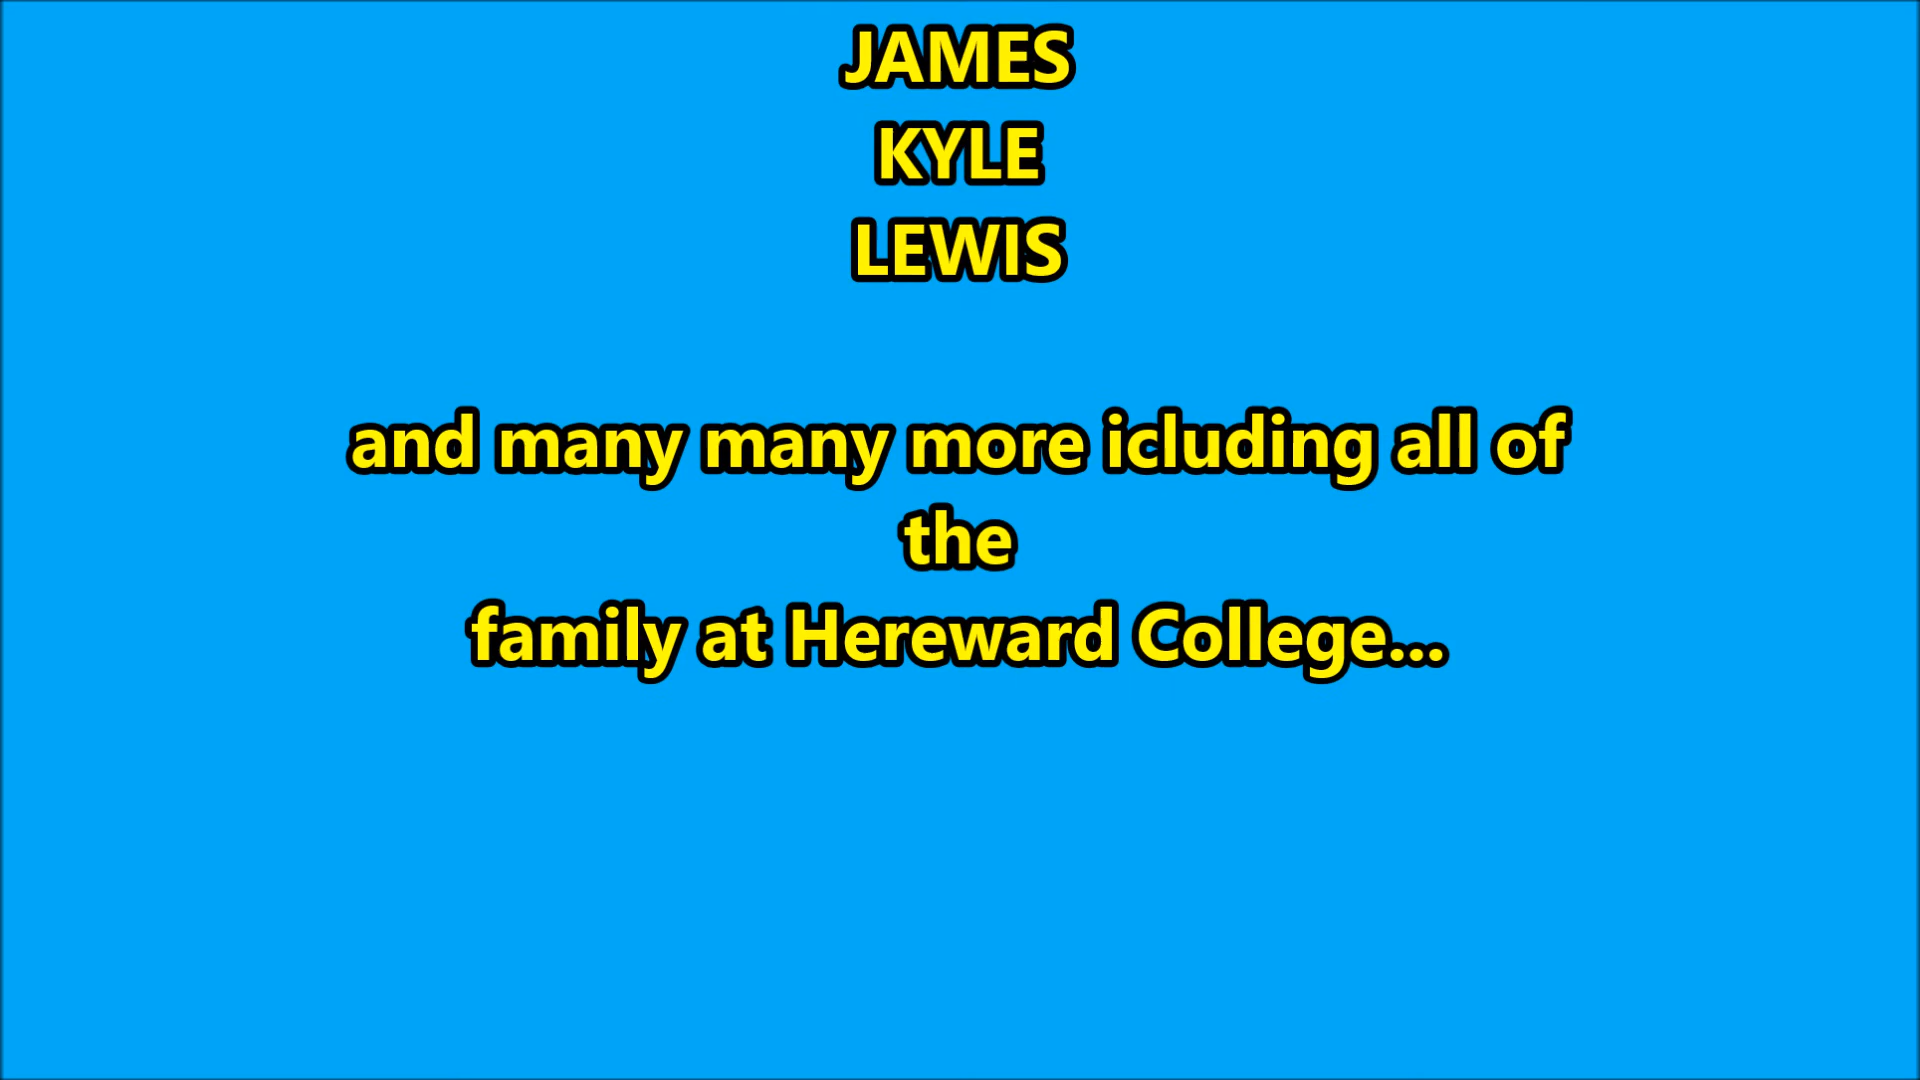 JAMES
KYLE
LEWIS
and many many more icluding all of
the
family at Hereward College...